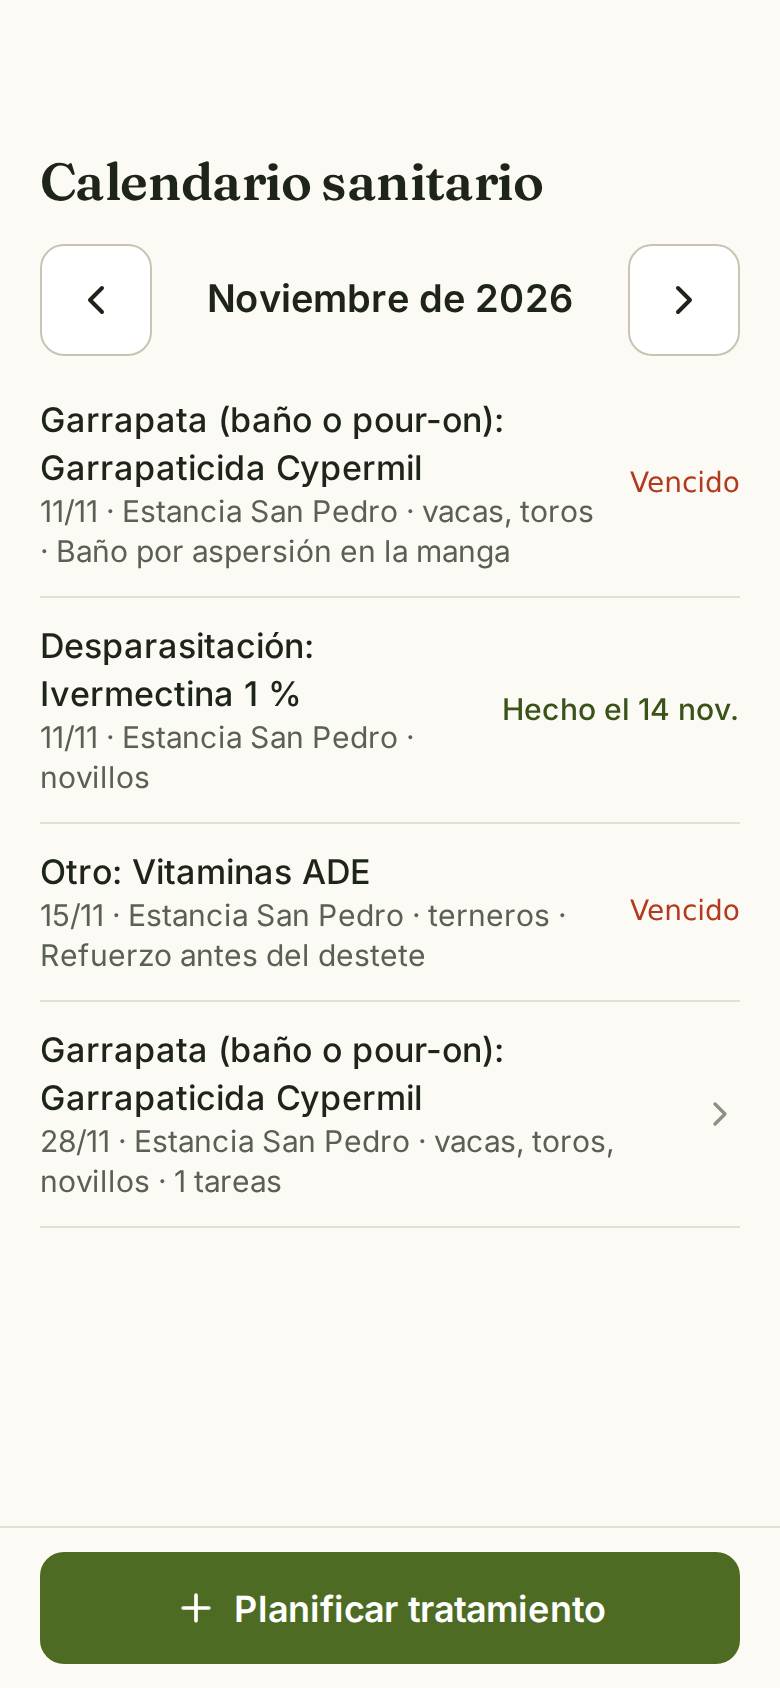 Calendario sanitario
Noviembre de 2026
Garrapata (baño o pour-on):
Garrapaticida Cypermil
11/11 · Estancia San Pedro · vacas, toros
· Baño por aspersión en la manga
Vencido
Desparasitación:
Ivermectina 1 %
11/11 · Estancia San Pedro ·
novillos
Hecho el 14 nov.
Otro: Vitaminas ADE
15/11 · Estancia San Pedro · terneros ·
Refuerzo antes del destete
Vencido
Garrapata (baño o pour-on):
Garrapaticida Cypermil
28/11 · Estancia San Pedro · vacas, toros,
novillos · 1 tareas
Planificar tratamiento